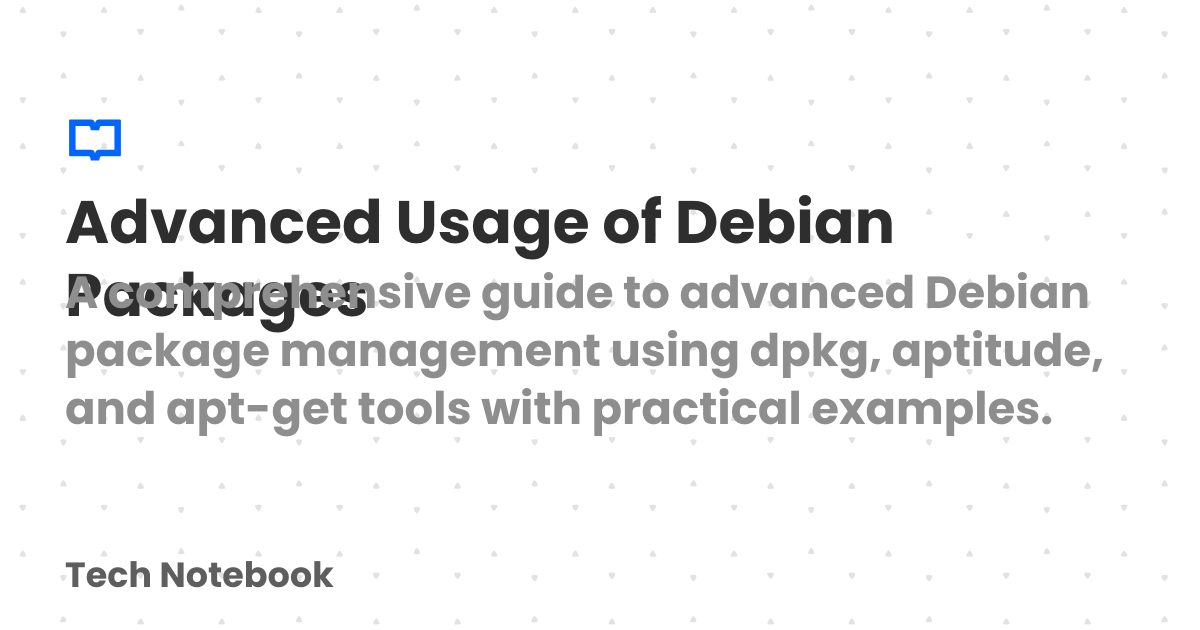 Advanced Usage of Debian
Packages
A comprehensive guide to advanced Debian
package management using dpkg, aptitude,
and apt-get tools with practical examples.
Tech Notebook